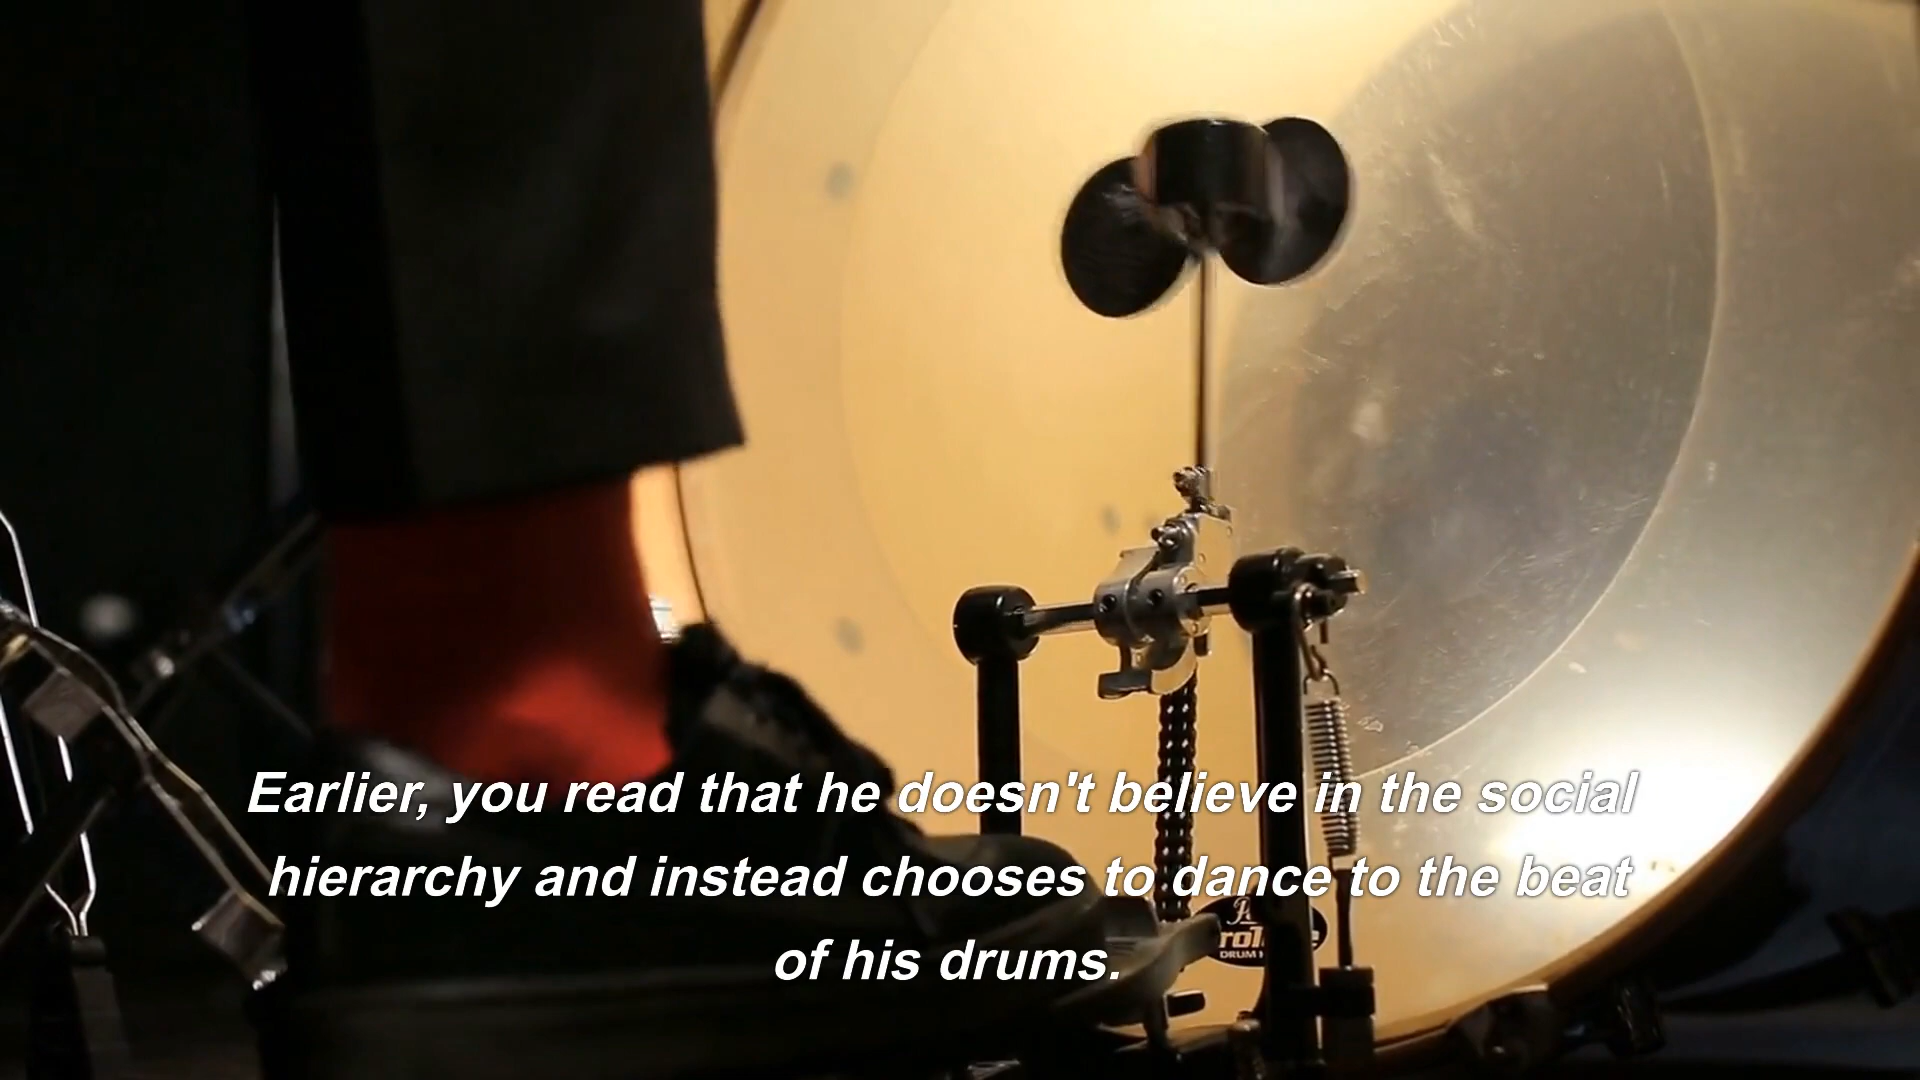 Earlier, you read that he doesn't believe in the social
hierarchy and instead chooses to dance to the beat
of his drums.
DRUM